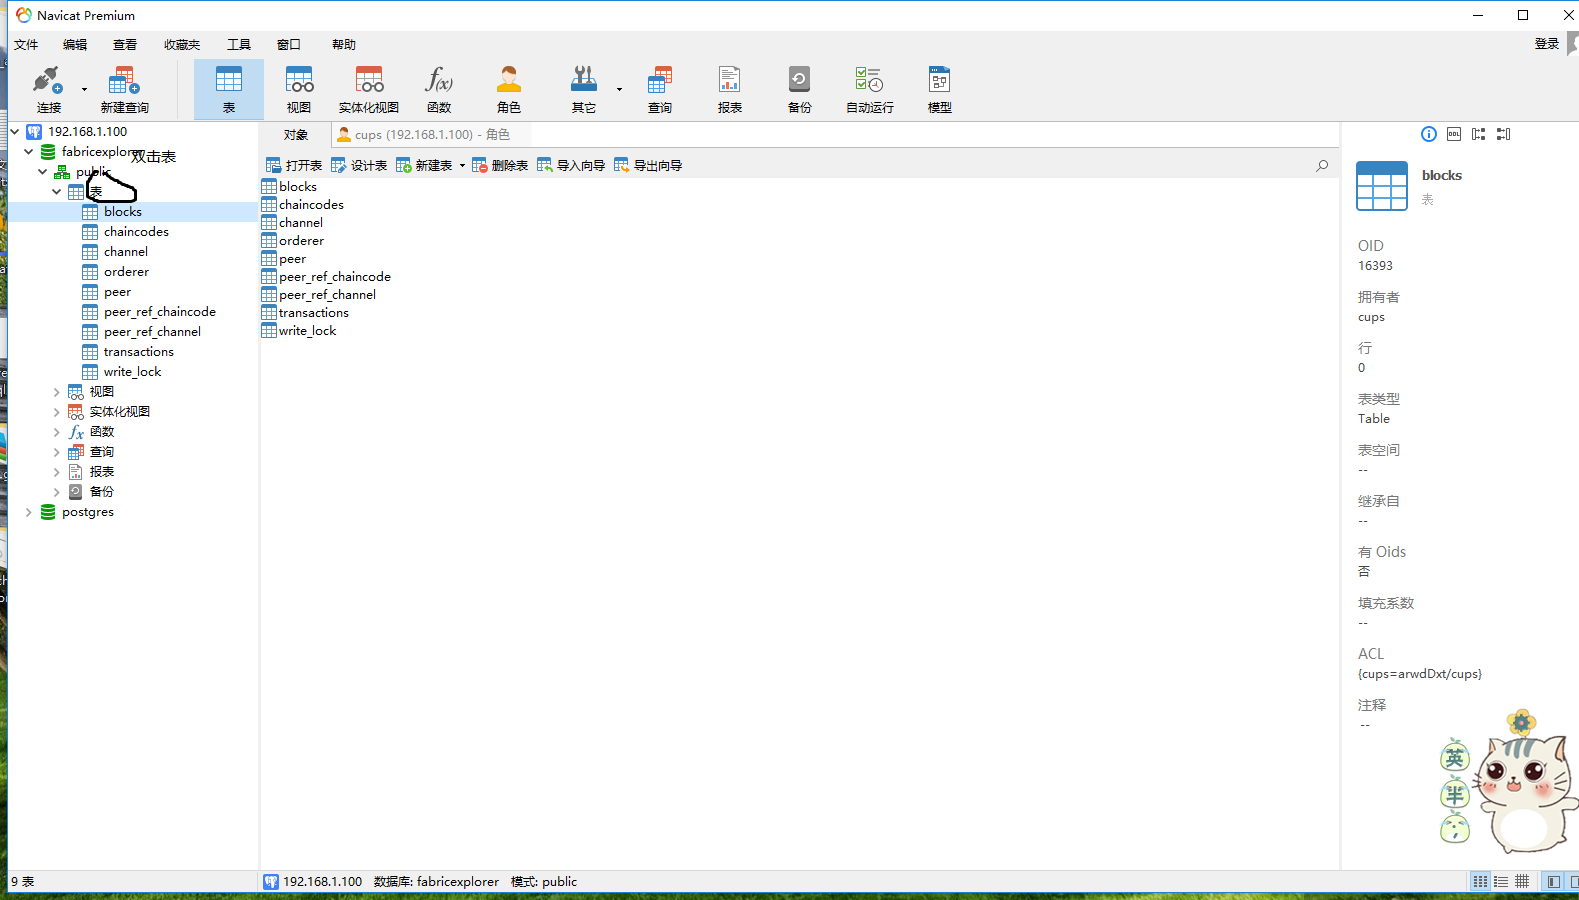 Navicat Premium
文件 编辑 查看 收藏夹 工具 窗口 帮助 登录
连接 新建查询 表 视图 实体化视图 函数 角色 其它 查询 报表 备份 自动运行 模型
192.168.1.100
fabricexplorer
双击表
public
表
blocks
chaincodes
channel
orderer
peer
peer_ref_chaincode
peer_ref_channel
transactions
write_lock
视图
实体化视图
函数
查询
报表
备份
postgres
对象 cups (192.168.1.100) - 角色
打开表 设计表 新建表 删除表 导入向导 导出向导
blocks
chaincodes
channel
orderer
peer
peer_ref_chaincode
peer_ref_channel
transactions
write_lock
blocks
表
OID
16393
拥有者
cups
行
0
表类型
Table
表空间
--
继承自
--
有 Oids
否
填充系数
--
ACL
{cups=arwdDxt/cups}
注释
--
英
半
9 表 192.168.1.100 数据库: fabricexplorer 模式: public